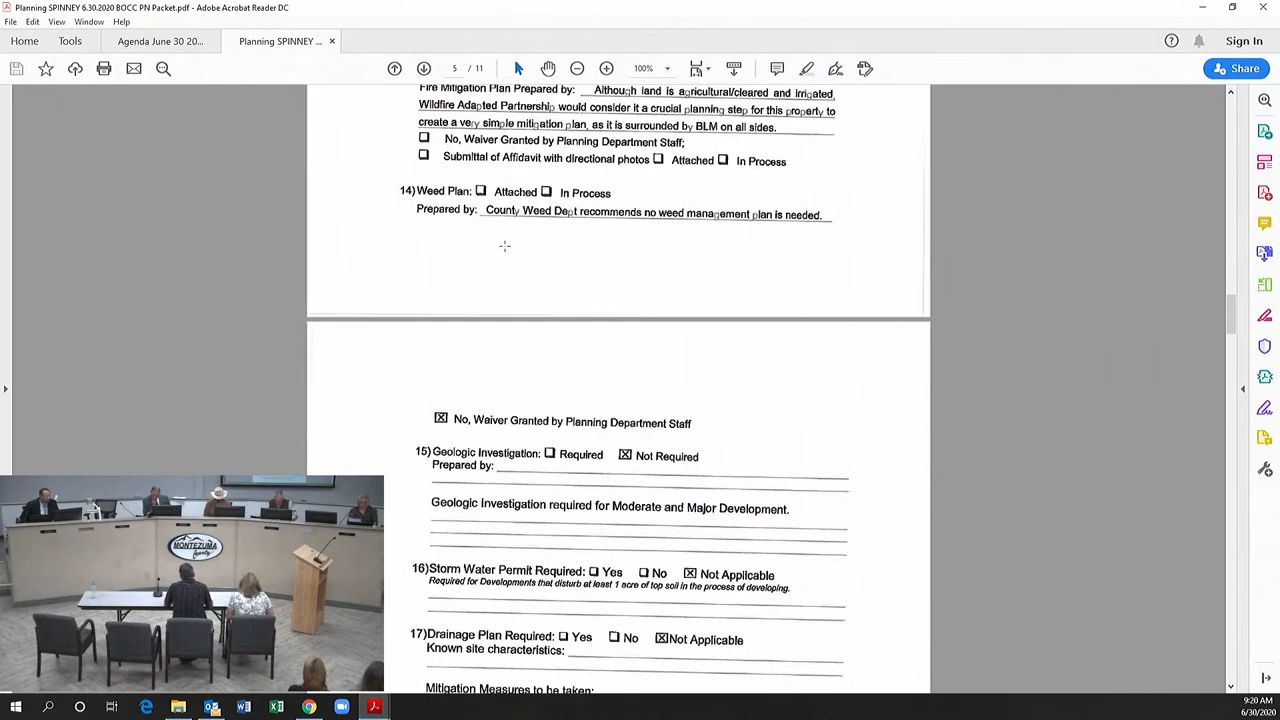 Planning SPINNEY 6.30.2020 BOCC PN Packet.pdf - Adobe Acrobat Reader DC
File Edit View Window Help
Home Tools Agenda June 30 20... Planning SPINNEY ... × Sign In
5 / 11 100% Share
Fire Mitigation Plan Prepared by: Although land is agricultural/cleared and irrigated,
Wildfire Adapted Partnership would consider it a crucial planning step for this property to
create a very simple mitigation plan, as it is surrounded by BLM on all sides.
No, Waiver Granted by Planning Department Staff;
Submittal of Affidavit with directional photos Attached In Process
14) Weed Plan: Attached In Process
Prepared by: County Weed Dept recommends no weed management plan is needed.
No, Waiver Granted by Planning Department Staff
15) Geologic Investigation: Required Not Required
Prepared by:
Geologic Investigation required for Moderate and Major Development.
16) Storm Water Permit Required: Yes No Not Applicable
Required for Developments that disturb at least 1 acre of top soil in the process of developing.
17) Drainage Plan Required: Yes No Not Applicable
Known site characteristics:
Mitigation Measures to be taken:
MONTEZUMA
County
9:20 AM
6/30/2020